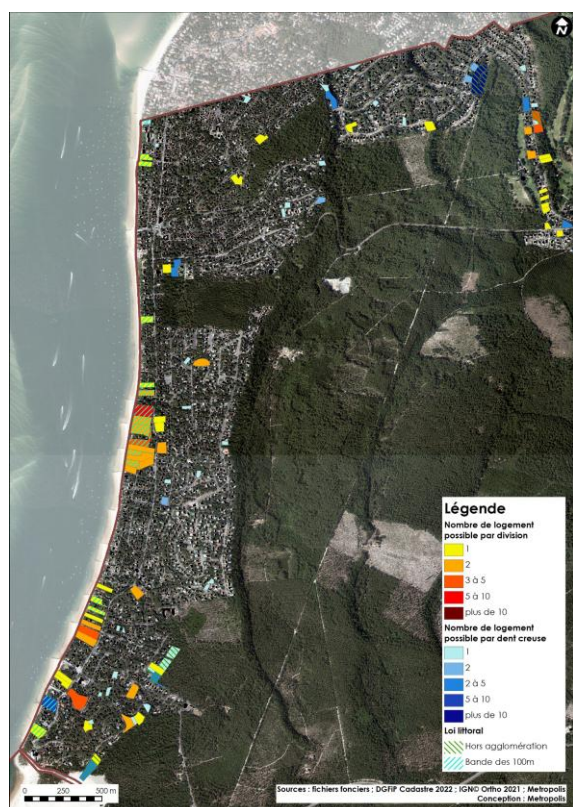 N
Légende
Nombre de logement
possible par division
1
2
3 à 5
5 à 10
plus de 10
Nombre de logement
possible par dent creuse
1
2
2 à 5
5 à 10
plus de 10
Loi littoral
Hors agglomération
Bande des 100m
0 250 500 m
Sources : fichiers fonciers ; DGFiP Cadastre 2022 ; IGN© Ortho 2021 ; Metropolis
Conception : Metropolis